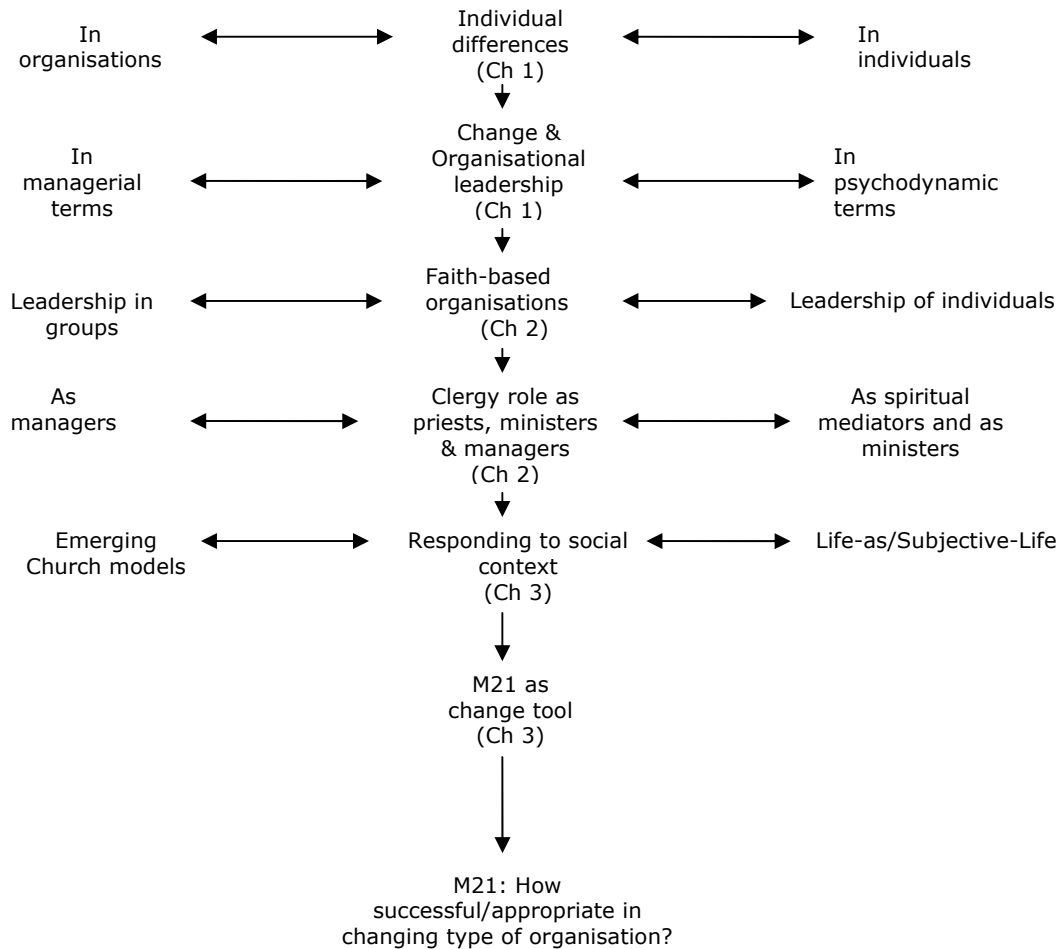 In
organisations
Individual
differences
(Ch 1)
In
individuals
In
managerial
terms
Change &
Organisational
leadership
(Ch 1)
In
psychodynamic
terms
Leadership in
groups
Faith-based
organisations
(Ch 2)
Leadership of individuals
As
managers
Clergy role as
priests, ministers
& managers
(Ch 2)
As spiritual
mediators and as
ministers
Emerging
Church models
Responding to social
context
(Ch 3)
Life-as/Subjective-Life
M21 as
change tool
(Ch 3)
M21: How
successful/appropriate in
changing type of organisation?